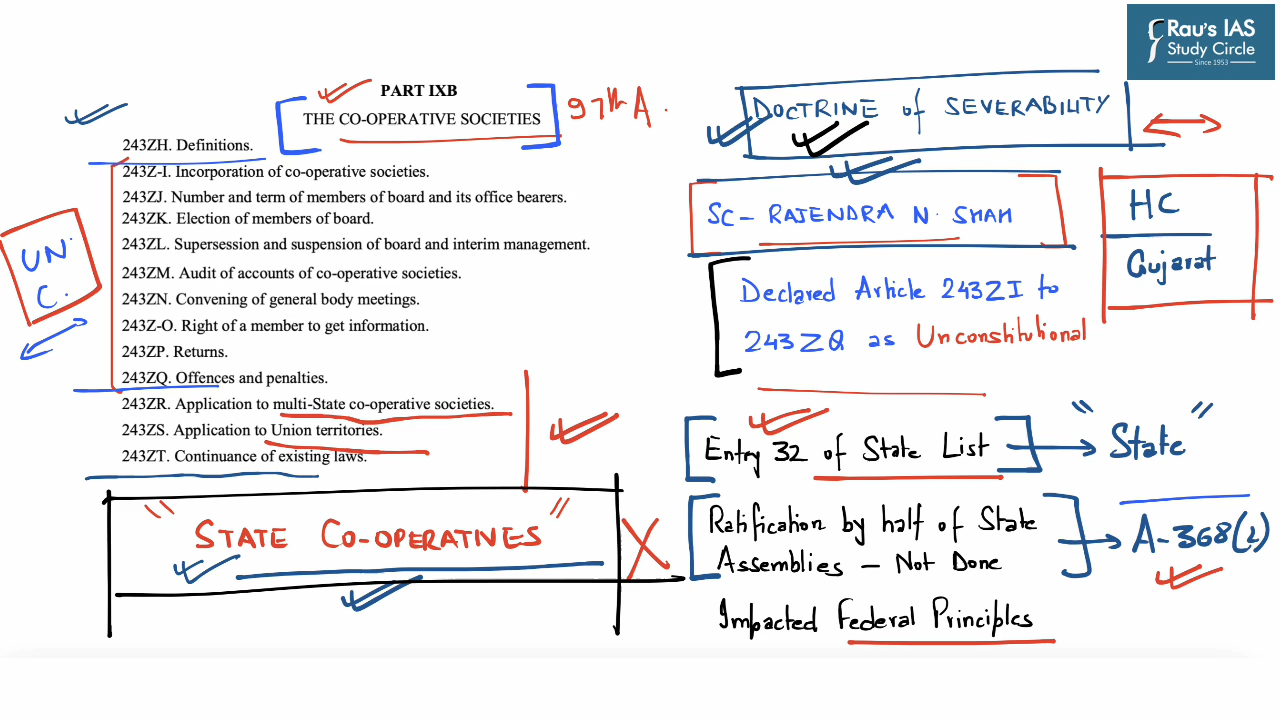 Rau's IAS
Study Circle
Since 1953
PART IXB
THE CO-OPERATIVE SOCIETIES
97th A.
243ZH. Definitions.
243Z-I. Incorporation of co-operative societies.
243ZJ. Number and term of members of board and its office bearers.
243ZK. Election of members of board.
243ZL. Supersession and suspension of board and interim management.
243ZM. Audit of accounts of co-operative societies.
243ZN. Convening of general body meetings.
243Z-O. Right of a member to get information.
243ZP. Returns.
243ZQ. Offences and penalties.
243ZR. Application to multi-State co-operative societies.
243ZS. Application to Union territories.
243ZT. Continuance of existing laws.
UN.
C.
"STATE CO-OPERATIVES"
DOCTRINE of SEVERABILITY
SC - RAJENDRA N. SHAH
HC
Gujarat
Declared Article 243ZI to
243ZQ as Unconstitutional
Entry 32 of State List
"State"
Ratification by half of State
Assemblies - Not Done
A-368(2)
Impacted Federal Principles